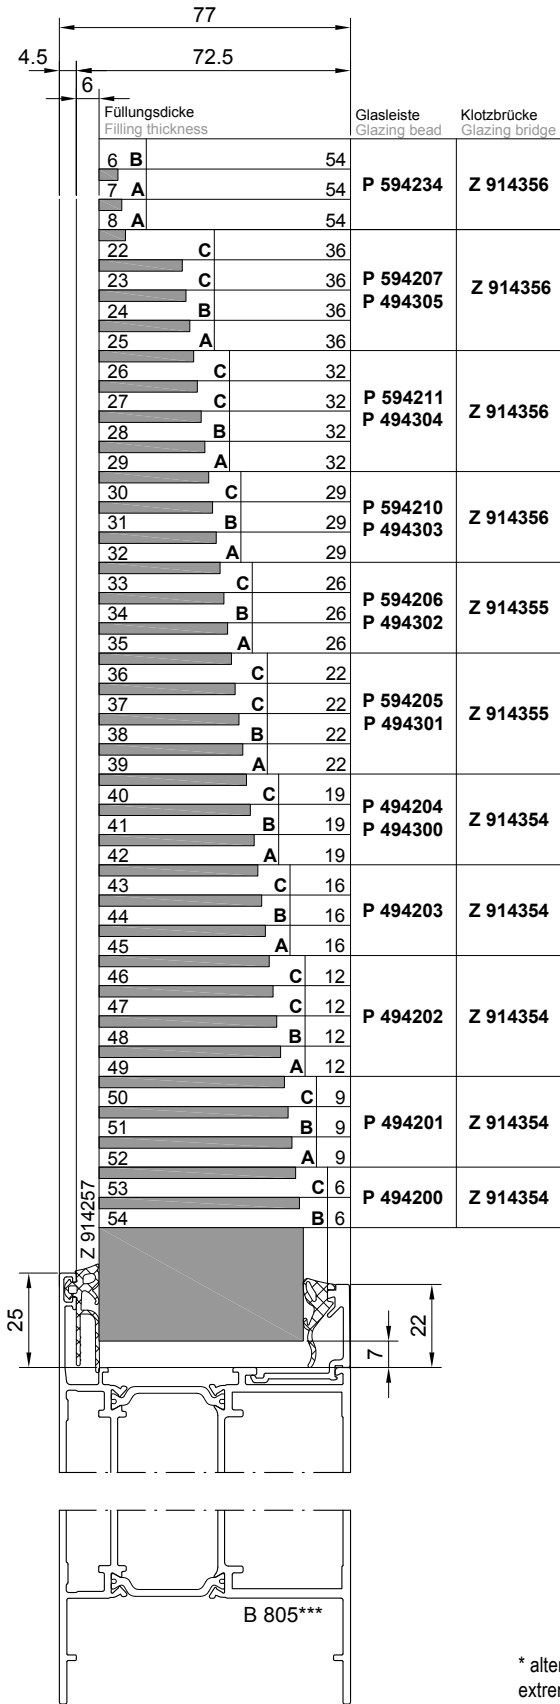 77
4.5 72.5
6
Füllungsdicke Glasleiste Klotzbrücke
Filling thickness Glazing bead Glazing bridge
6 B 54
7 A 54
8 A 54
P 594234 Z 914356
22 C 36
23 C 36
24 B 36
25 A 36
P 594207
P 494305
Z 914356
26 C 32
27 C 32
28 B 32
29 A 32
P 594211
P 494304
Z 914356
30 C 29
31 B 29
32 A 29
P 594210
P 494303
Z 914356
33 C 26
34 B 26
35 A 26
P 594206
P 494302
Z 914355
36 C 22
37 C 22
38 B 22
39 A 22
P 594205
P 494301
Z 914355
40 C 19
41 B 19
42 A 19
P 494204
P 494300
Z 914354
43 C 16
44 B 16
45 A 16
P 494203 Z 914354
46 C 12
47 C 12
48 B 12
49 A 12
P 494202 Z 914354
50 C 9
51 B 9
52 A 9
P 494201 Z 914354
53 C 6
54 B 6
P 494200 Z 914354
Z 914257
25
22
7
B 805***
* alter
extren